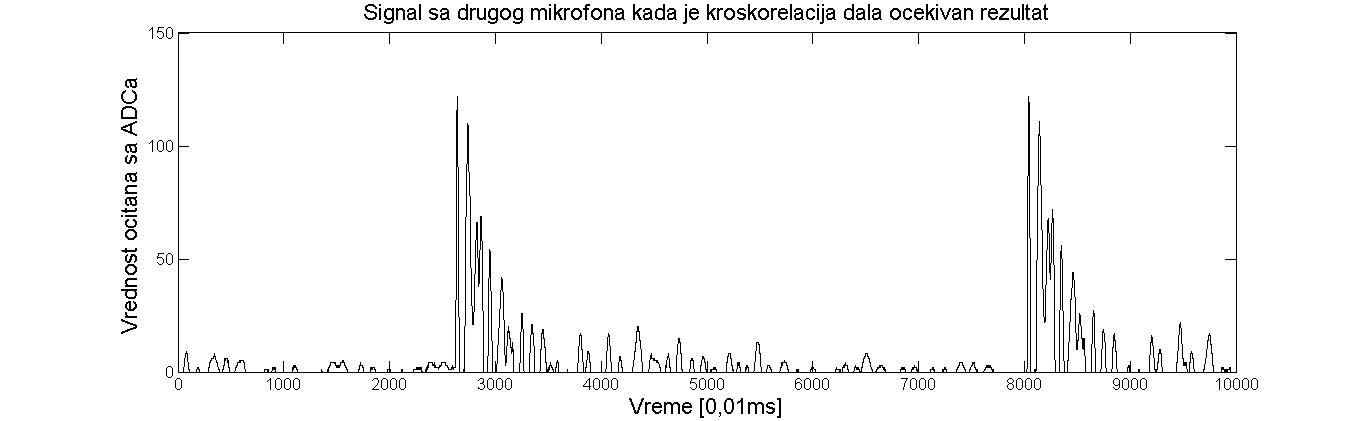 Signal sa drugog mikrofona kada je kroskorelacija dala ocekivan rezultat
Vrednost ocitana sa ADCa
150
100
50
0
0 1000 2000 3000 4000 5000 6000 7000 8000 9000 10000
Vreme [0,01ms]